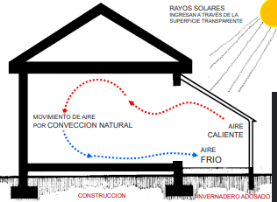 RAYOS SOLARES
INGRESAN A TRAVÉS DE LA
SUPERFICE TRANSPARENTE
MOVIMIENTO DE AIRE
POR CONVECCION NATURAL
AIRE
CALIENTE
AIRE
FRIO
CONSTRUCCION
INVERNADERO ADOSADO